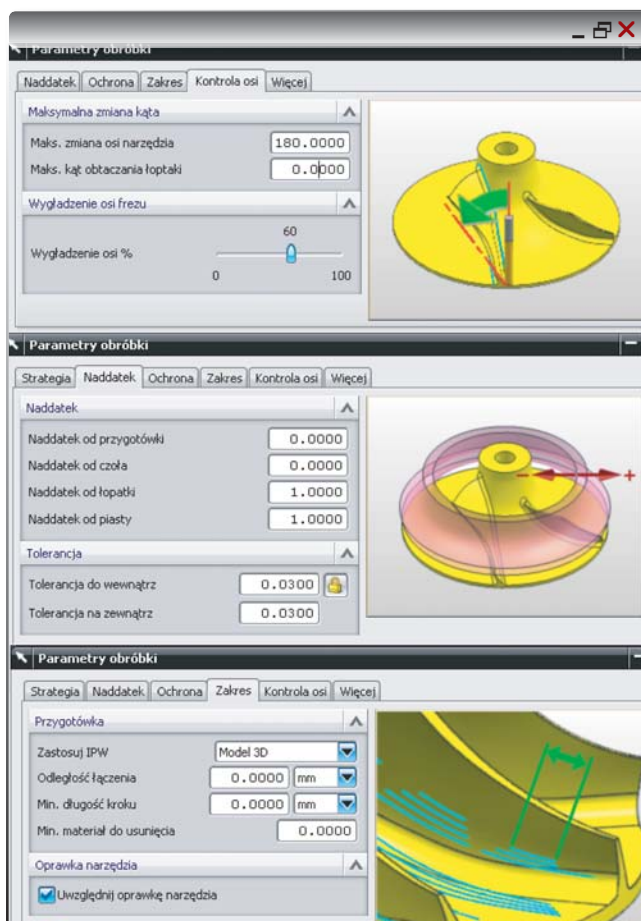 Parametry obróbki
Naddatek Ochrona Zakres Kontrola osi Więcej
Maksymalna zmiana kąta
Maks. zmiana osi narzędzia 180.0000
Maks. kąt obtaczania łoptaki 0.0000
Wygładzenie osi frezu
60
Wygładzenie osi %
0 100
Parametry obróbki
Strategia Naddatek Ochrona Zakres Kontrola osi Więcej
Naddatek
Naddatek od przygotówki 0.0000
Naddatek od czoła 0.0000
Naddatek od łopatki 1.0000
Naddatek od piasty 1.0000
- +
Tolerancja
Tolerancja do wewnątrz 0.0300
Tolerancja na zewnątrz 0.0300
Parametry obróbki
Strategia Naddatek Ochrona Zakres Kontrola osi Więcej
Przygotówka
Zastosuj IPW Model 3D
Odległość łączenia 0.0000 mm
Min. długość kroku 0.0000 mm
Min. materiał do usunięcia 0.0000
Oprawka narzędzia
Uwzględnij oprawkę narzędzia